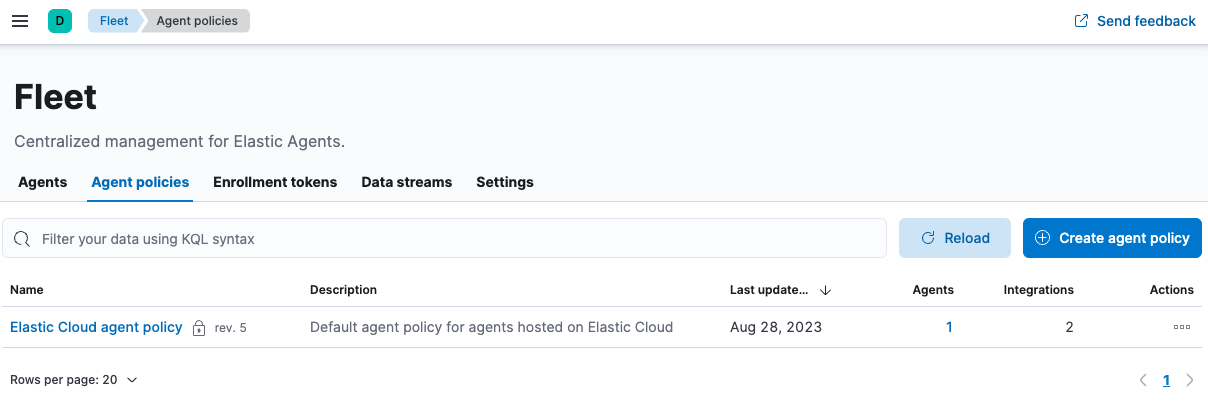 D Fleet Agent policies Send feedback
Fleet
Centralized management for Elastic Agents.
Agents Agent policies Enrollment tokens Data streams Settings
Filter your data using KQL syntax Reload Create agent policy
Name Description Last update... Agents Integrations Actions
Elastic Cloud agent policy rev. 5 Default agent policy for agents hosted on Elastic Cloud Aug 28, 2023 1 2
Rows per page: 20 1